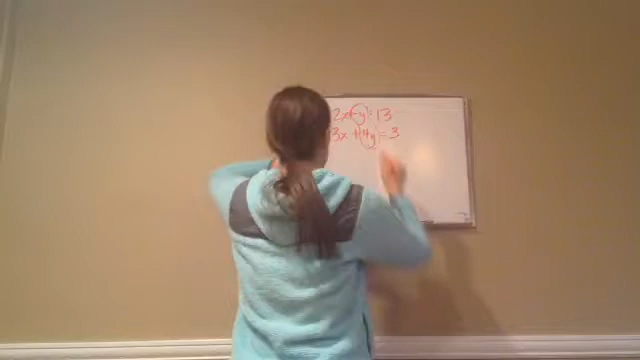 2x - y = 13
3x + 4y = 3